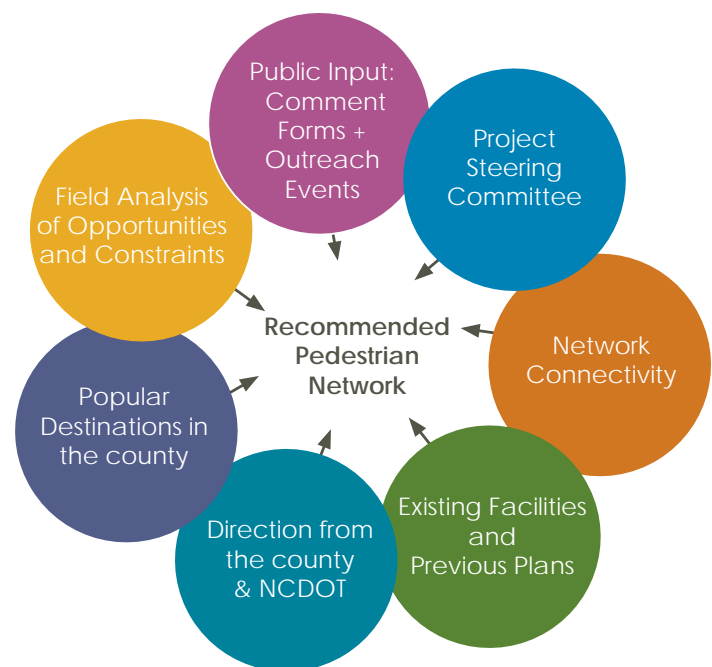 Public Input:
Comment
Forms +
Outreach
Events
Project
Steering
Committee
Network
Connectivity
Existing Facilities
and
Previous Plans
Direction from
the county
& NCDOT
Popular
Destinations in
the county
Field Analysis
of Opportunities
and Constraints
Recommended
Pedestrian
Network